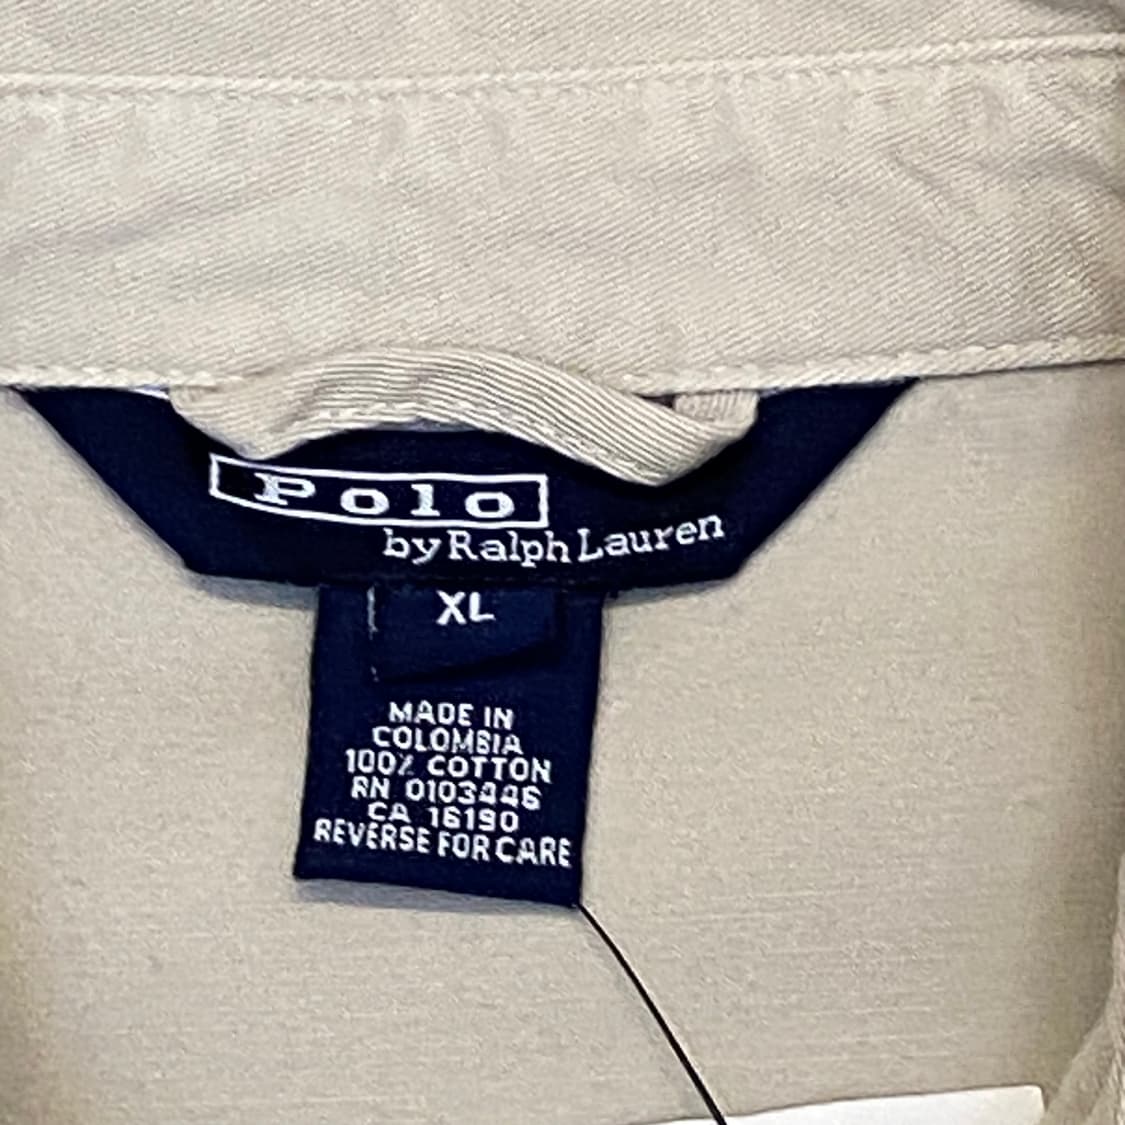 Polo
by Ralph Lauren
XL
MADE IN
COLOMBIA
100% COTTON
RN 0103446
CA 16190
REVERSE FOR CARE